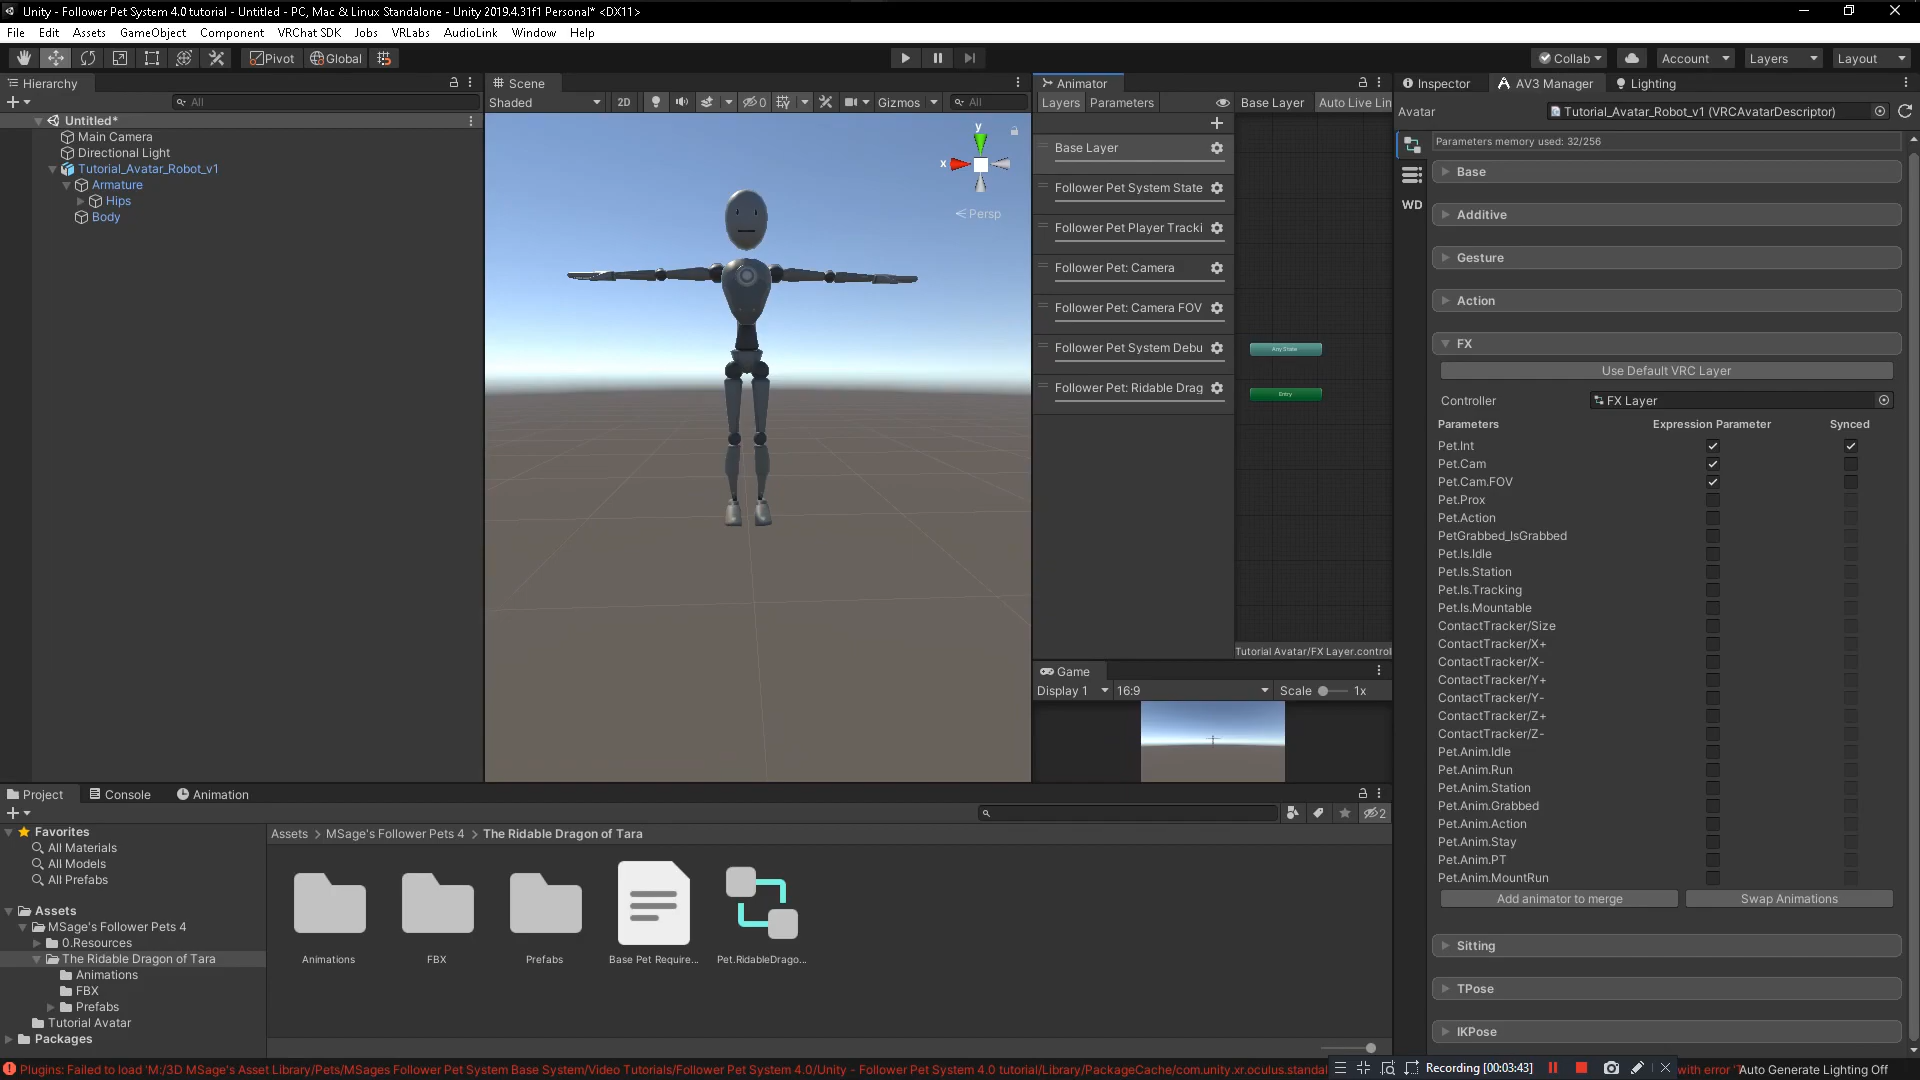 Unity - Follower Pet System 4.0 tutorial - Untitled - PC, Mac & Linux Standalone - Unity 2019.4.31f1 Personal* <DX11>
File Edit Assets GameObject Component VRChat SDK Jobs VRLabs AudioLink Window Help
Pivot Global Collab Account Layers Layout
Hierarchy
All
Untitled*
Main Camera
Directional Light
Tutorial_Avatar_Robot_v1
Armature
Hips
Body
Scene
Shaded 2D 0 Gizmos All
y
x
Persp
Animator
Layers Parameters Base Layer Auto Live Lin
Base Layer
Follower Pet System State
Follower Pet Player Tracki
Follower Pet: Camera
Follower Pet: Camera FOV
Follower Pet System Debu
Follower Pet: Ridable Drag
Any State
Entry
Tutorial Avatar/FX Layer.control
Game
Display 1 16:9 Scale 1x
Inspector AV3 Manager Lighting
Avatar Tutorial_Avatar_Robot_v1 (VRCAvatarDescriptor)
Parameters memory used: 32/256
WD
Base
Additive
Gesture
Action
FX
Use Default VRC Layer
Controller FX Layer
Parameters Expression Parameter Synced
Pet.Int
Pet.Cam
Pet.Cam.FOV
Pet.Prox
Pet.Action
PetGrabbed_IsGrabbed
Pet.Is.Idle
Pet.Is.Station
Pet.Is.Tracking
Pet.Is.Mountable
ContactTracker/Size
ContactTracker/X+
ContactTracker/X-
ContactTracker/Y+
ContactTracker/Y-
ContactTracker/Z+
ContactTracker/Z-
Pet.Anim.Idle
Pet.Anim.Run
Pet.Anim.Station
Pet.Anim.Grabbed
Pet.Anim.Action
Pet.Anim.Stay
Pet.Anim.PT
Pet.Anim.MountRun
Add animator to merge Swap Animations
Sitting
TPose
IKPose
Project Console Animation
2
Favorites
All Materials
All Models
All Prefabs
Assets
MSage's Follower Pets 4
0.Resources
The Ridable Dragon of Tara
Animations
FBX
Prefabs
Tutorial Avatar
Packages
Assets > MSage's Follower Pets 4 > The Ridable Dragon of Tara
Animations FBX Prefabs Base Pet Require... Pet.RidableDrago...
Plugins: Failed to load 'M:/3D MSage's Asset Library/Pets/MSages Follower Pet System Base System/Video Tutorials/Follower Pet System 4.0/Unity - Follower Pet System 4.0 tutorial/Library/PackageCache/com.unity.xr.oculus.standal
Recording [00:03:43]
with error 'T
Auto Generate Lighting Off